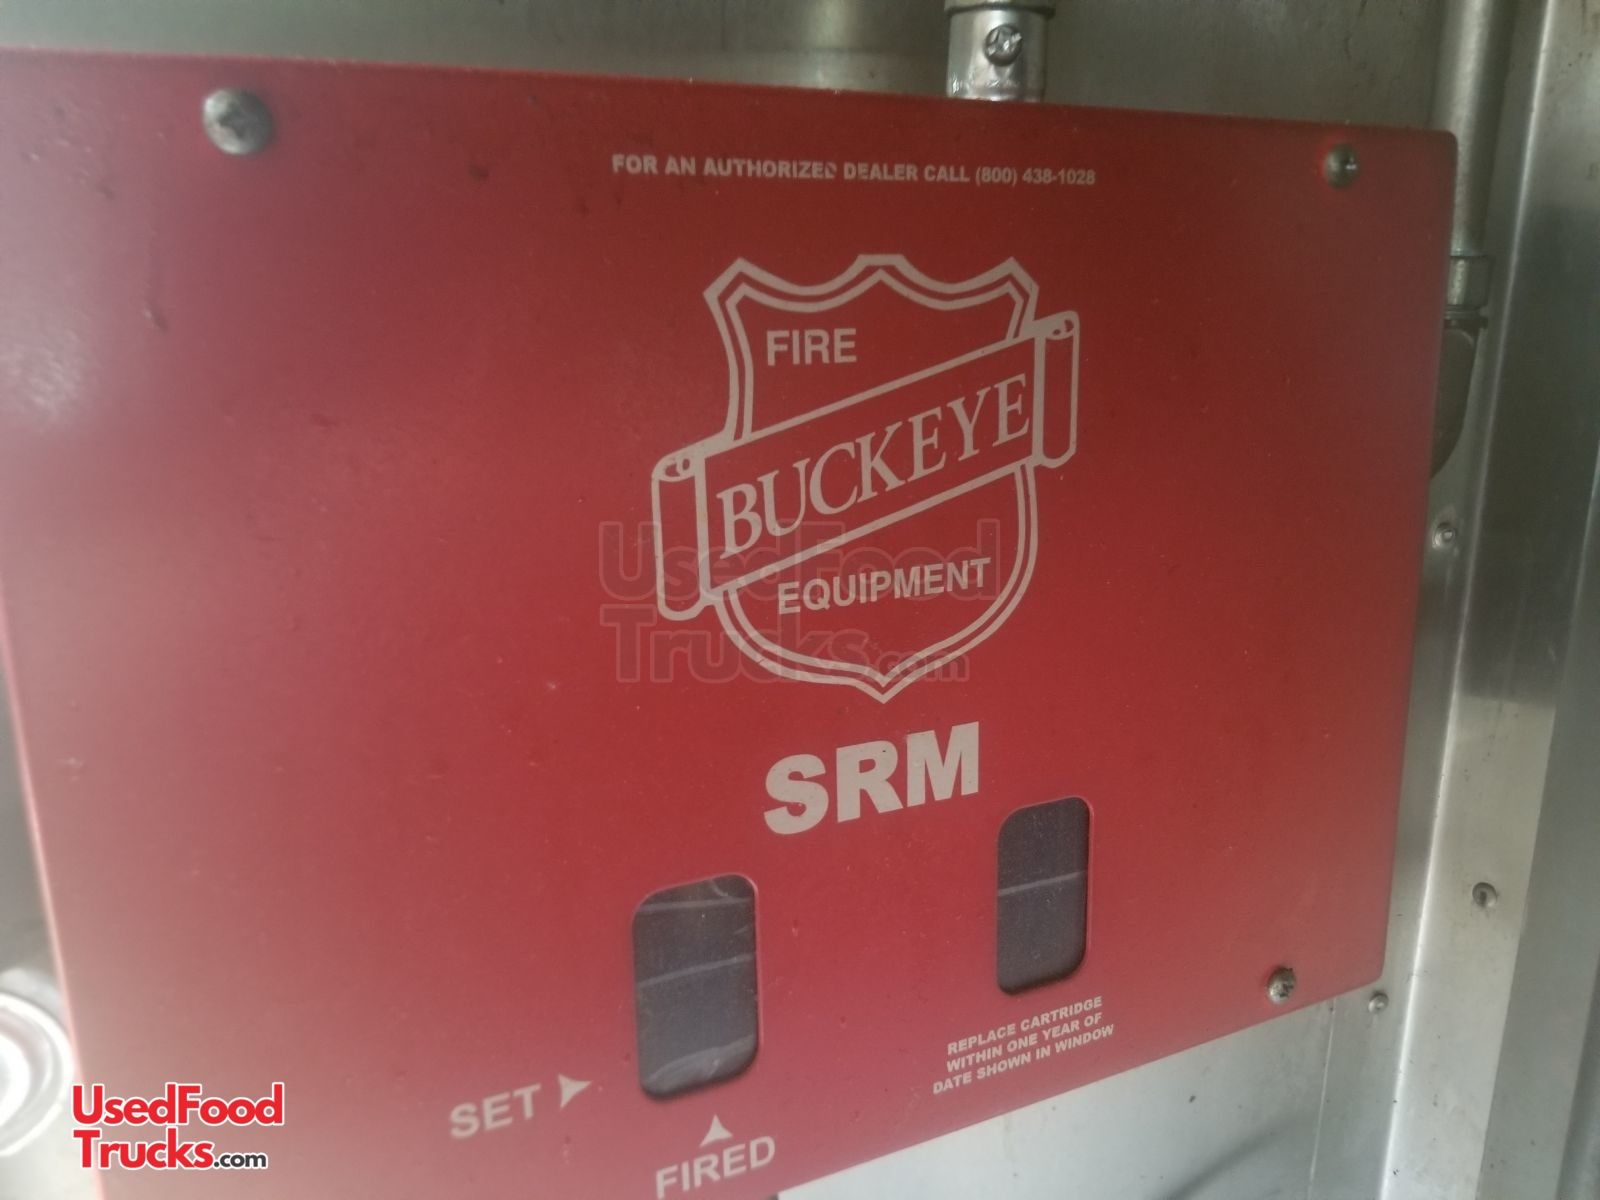 FOR AN AUTHORIZED DEALER CALL (800) 438-1028
FIRE
BUCKEYE
EQUIPMENT
UsedFood
Trucks.com
SRM
REPLACE CARTRIDGE
WITHIN ONE YEAR OF
DATE SHOWN IN WINDOW
SET
FIRED
UsedFood
Trucks.com